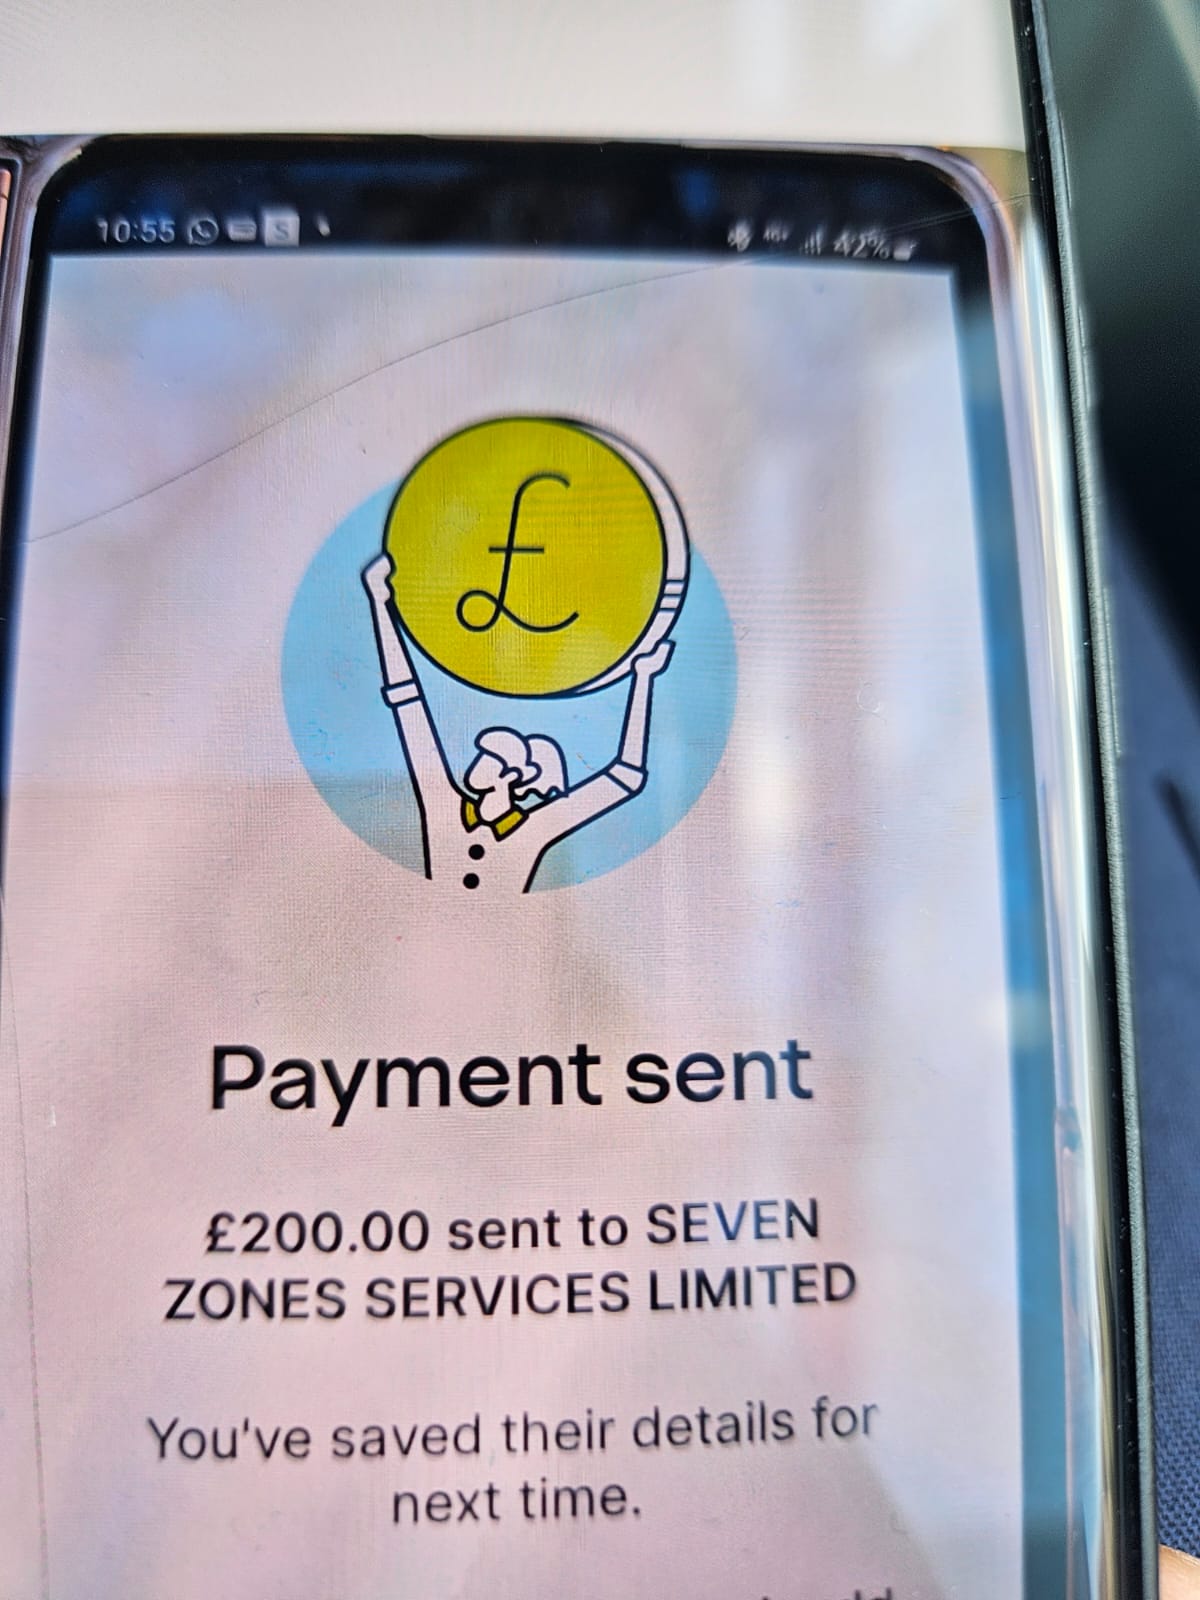 10:55 S 42%
£
Payment sent
£200.00 sent to SEVEN
ZONES SERVICES LIMITED
You've saved their details for
next time.